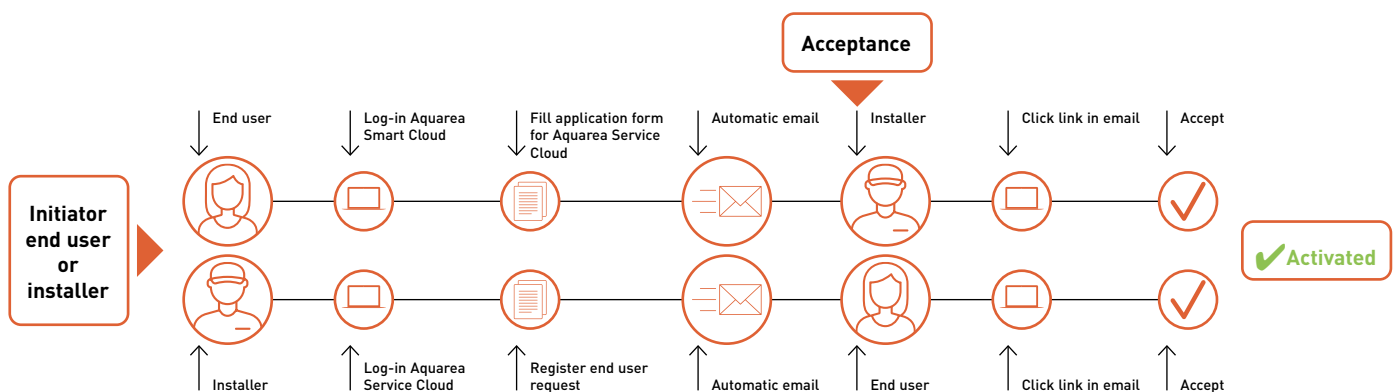 Acceptance
End user
Log-in Aquarea
Smart Cloud
Fill application form
for Aquarea Service
Cloud
Automatic email
Installer
Click link in email
Accept
Initiator
end user
or
installer
Activated
Installer
Log-in Aquarea
Service Cloud
Register end user
request
Automatic email
End user
Click link in email
Accept